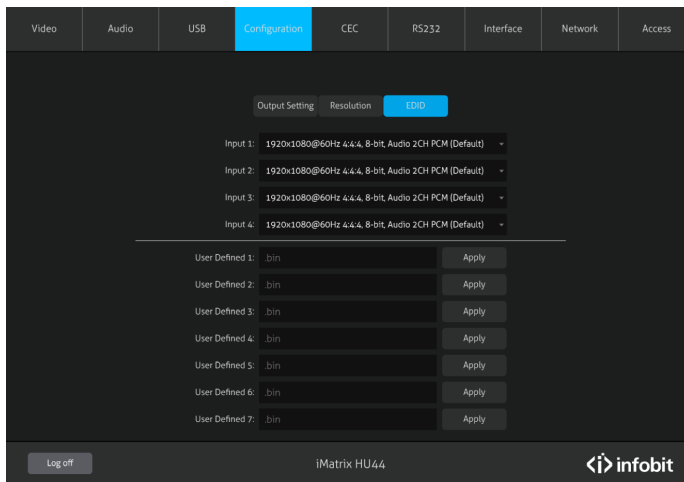 Video Audio USB Configuration CEC RS232 Interface Network Access
Output Setting Resolution EDID
Input 1: 1920x1080@60Hz 4:4:4, 8-bit, Audio 2CH PCM (Default)
Input 2: 1920x1080@60Hz 4:4:4, 8-bit, Audio 2CH PCM (Default)
Input 3: 1920x1080@60Hz 4:4:4, 8-bit, Audio 2CH PCM (Default)
Input 4: 1920x1080@60Hz 4:4:4, 8-bit, Audio 2CH PCM (Default)
User Defined 1: .bin Apply
User Defined 2: .bin Apply
User Defined 3: .bin Apply
User Defined 4: .bin Apply
User Defined 5: .bin Apply
User Defined 6: .bin Apply
User Defined 7: .bin Apply
Log off iMatrix HU44 <i> infobit